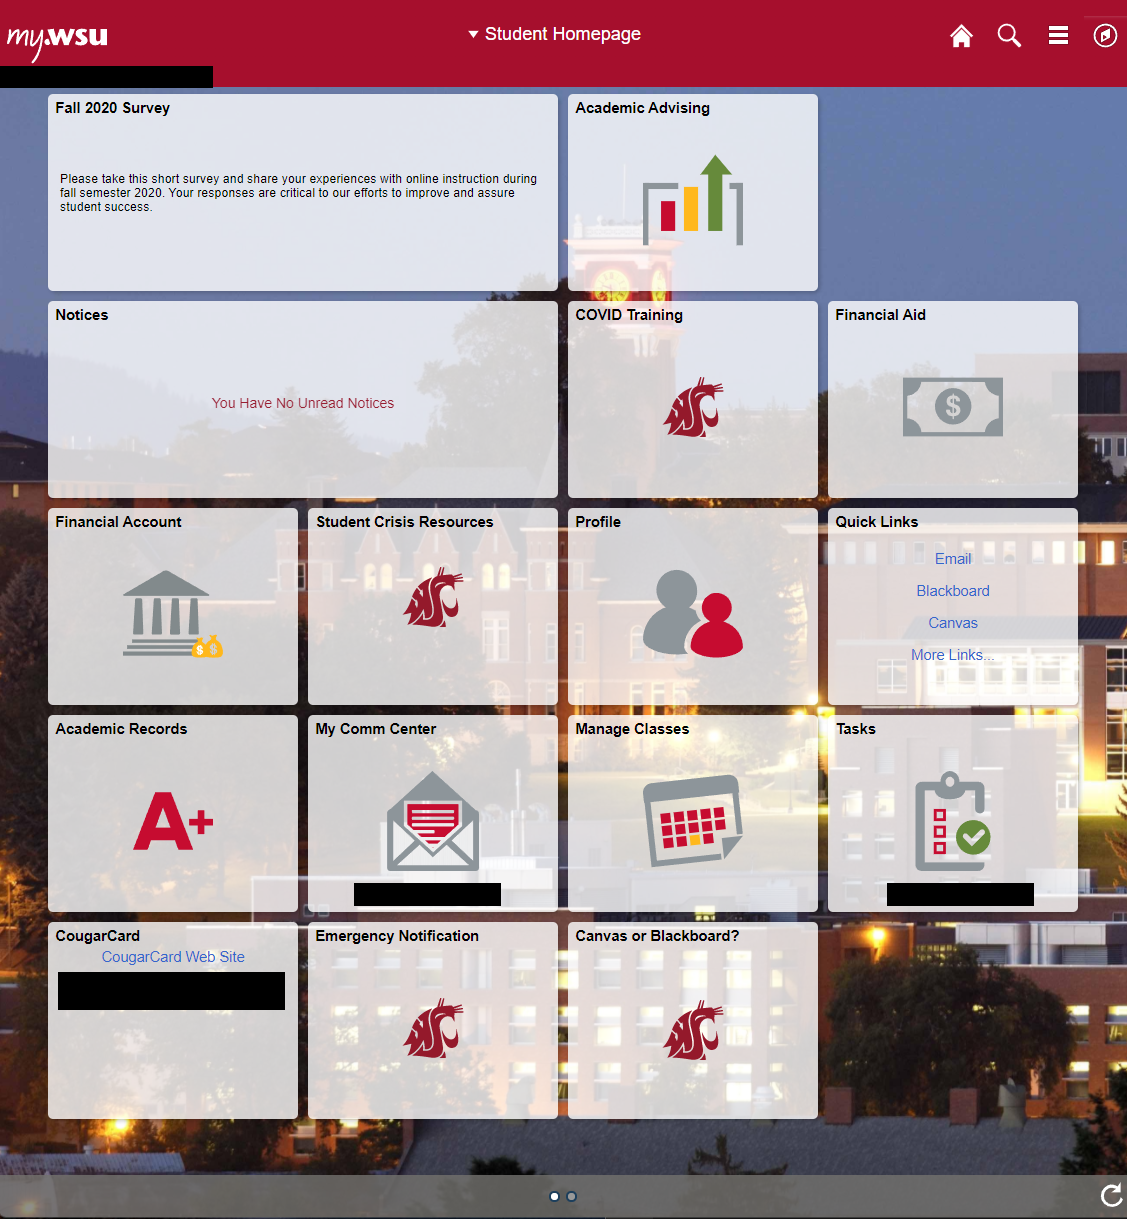 my.wsu
Student Homepage
Fall 2020 Survey
Please take this short survey and share your experiences with online instruction during
fall semester 2020. Your responses are critical to our efforts to improve and assure
student success.
Academic Advising
Notices
You Have No Unread Notices
COVID Training
Financial Aid
$
Financial Account
$ $
Student Crisis Resources
Profile
Quick Links
Email
Blackboard
Canvas
More Links...
Academic Records
A+
My Comm Center
Manage Classes
Tasks
CougarCard
CougarCard Web Site
Emergency Notification
Canvas or Blackboard?